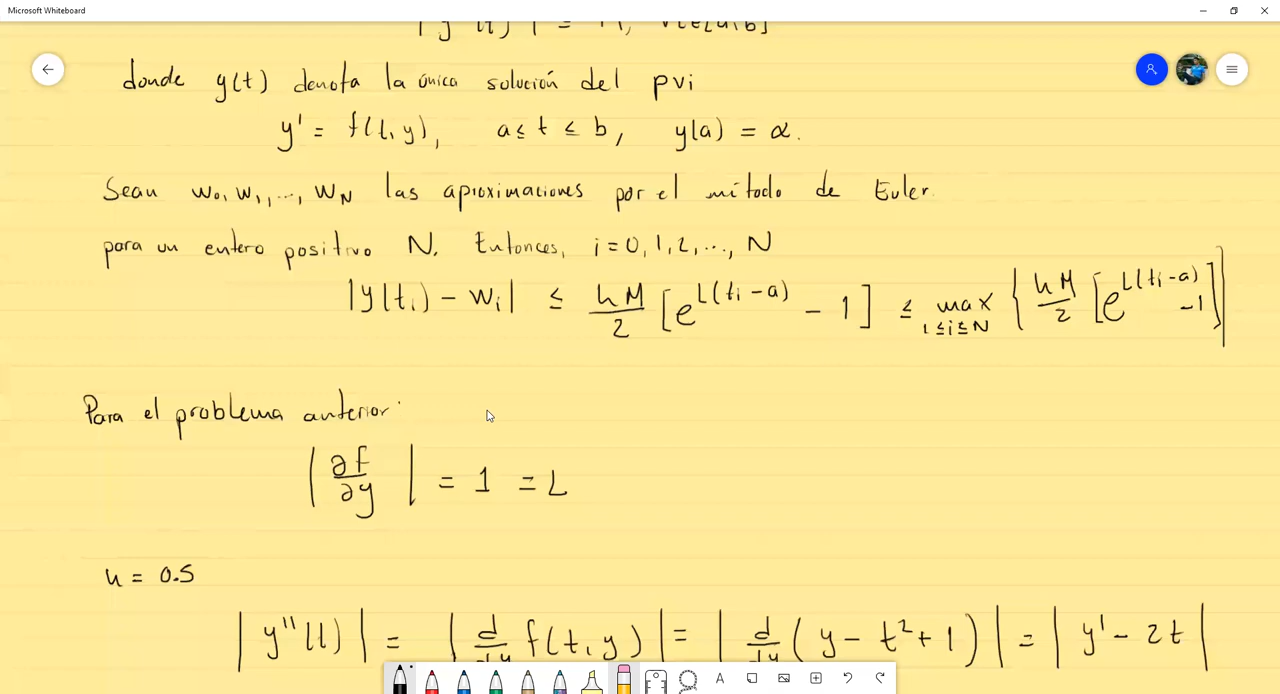 Microsoft Whiteboard
donde y(t) denota la única solución del pvi
y' = f(t,y), a ≤ t ≤ b, y(a) = α.
Sean w₀, w₁, ..., w_N las aproximaciones por el método de Euler.
para un entero positivo N. Entonces, i = 0, 1, 2, ..., N
|y(tᵢ) - wᵢ| ≤ hM/2 [e^{L(tᵢ-a)} - 1] ≤ max_{1≤i≤N} { hM/2 [e^{L(tᵢ-a)} -1] }
Para el problema anterior:
|∂f/∂y| = 1 = L
h = 0.5
|y''(t)| = |d/dy f(t,y)| = |d/dy (y - t² + 1)| = |y' - 2t|
A